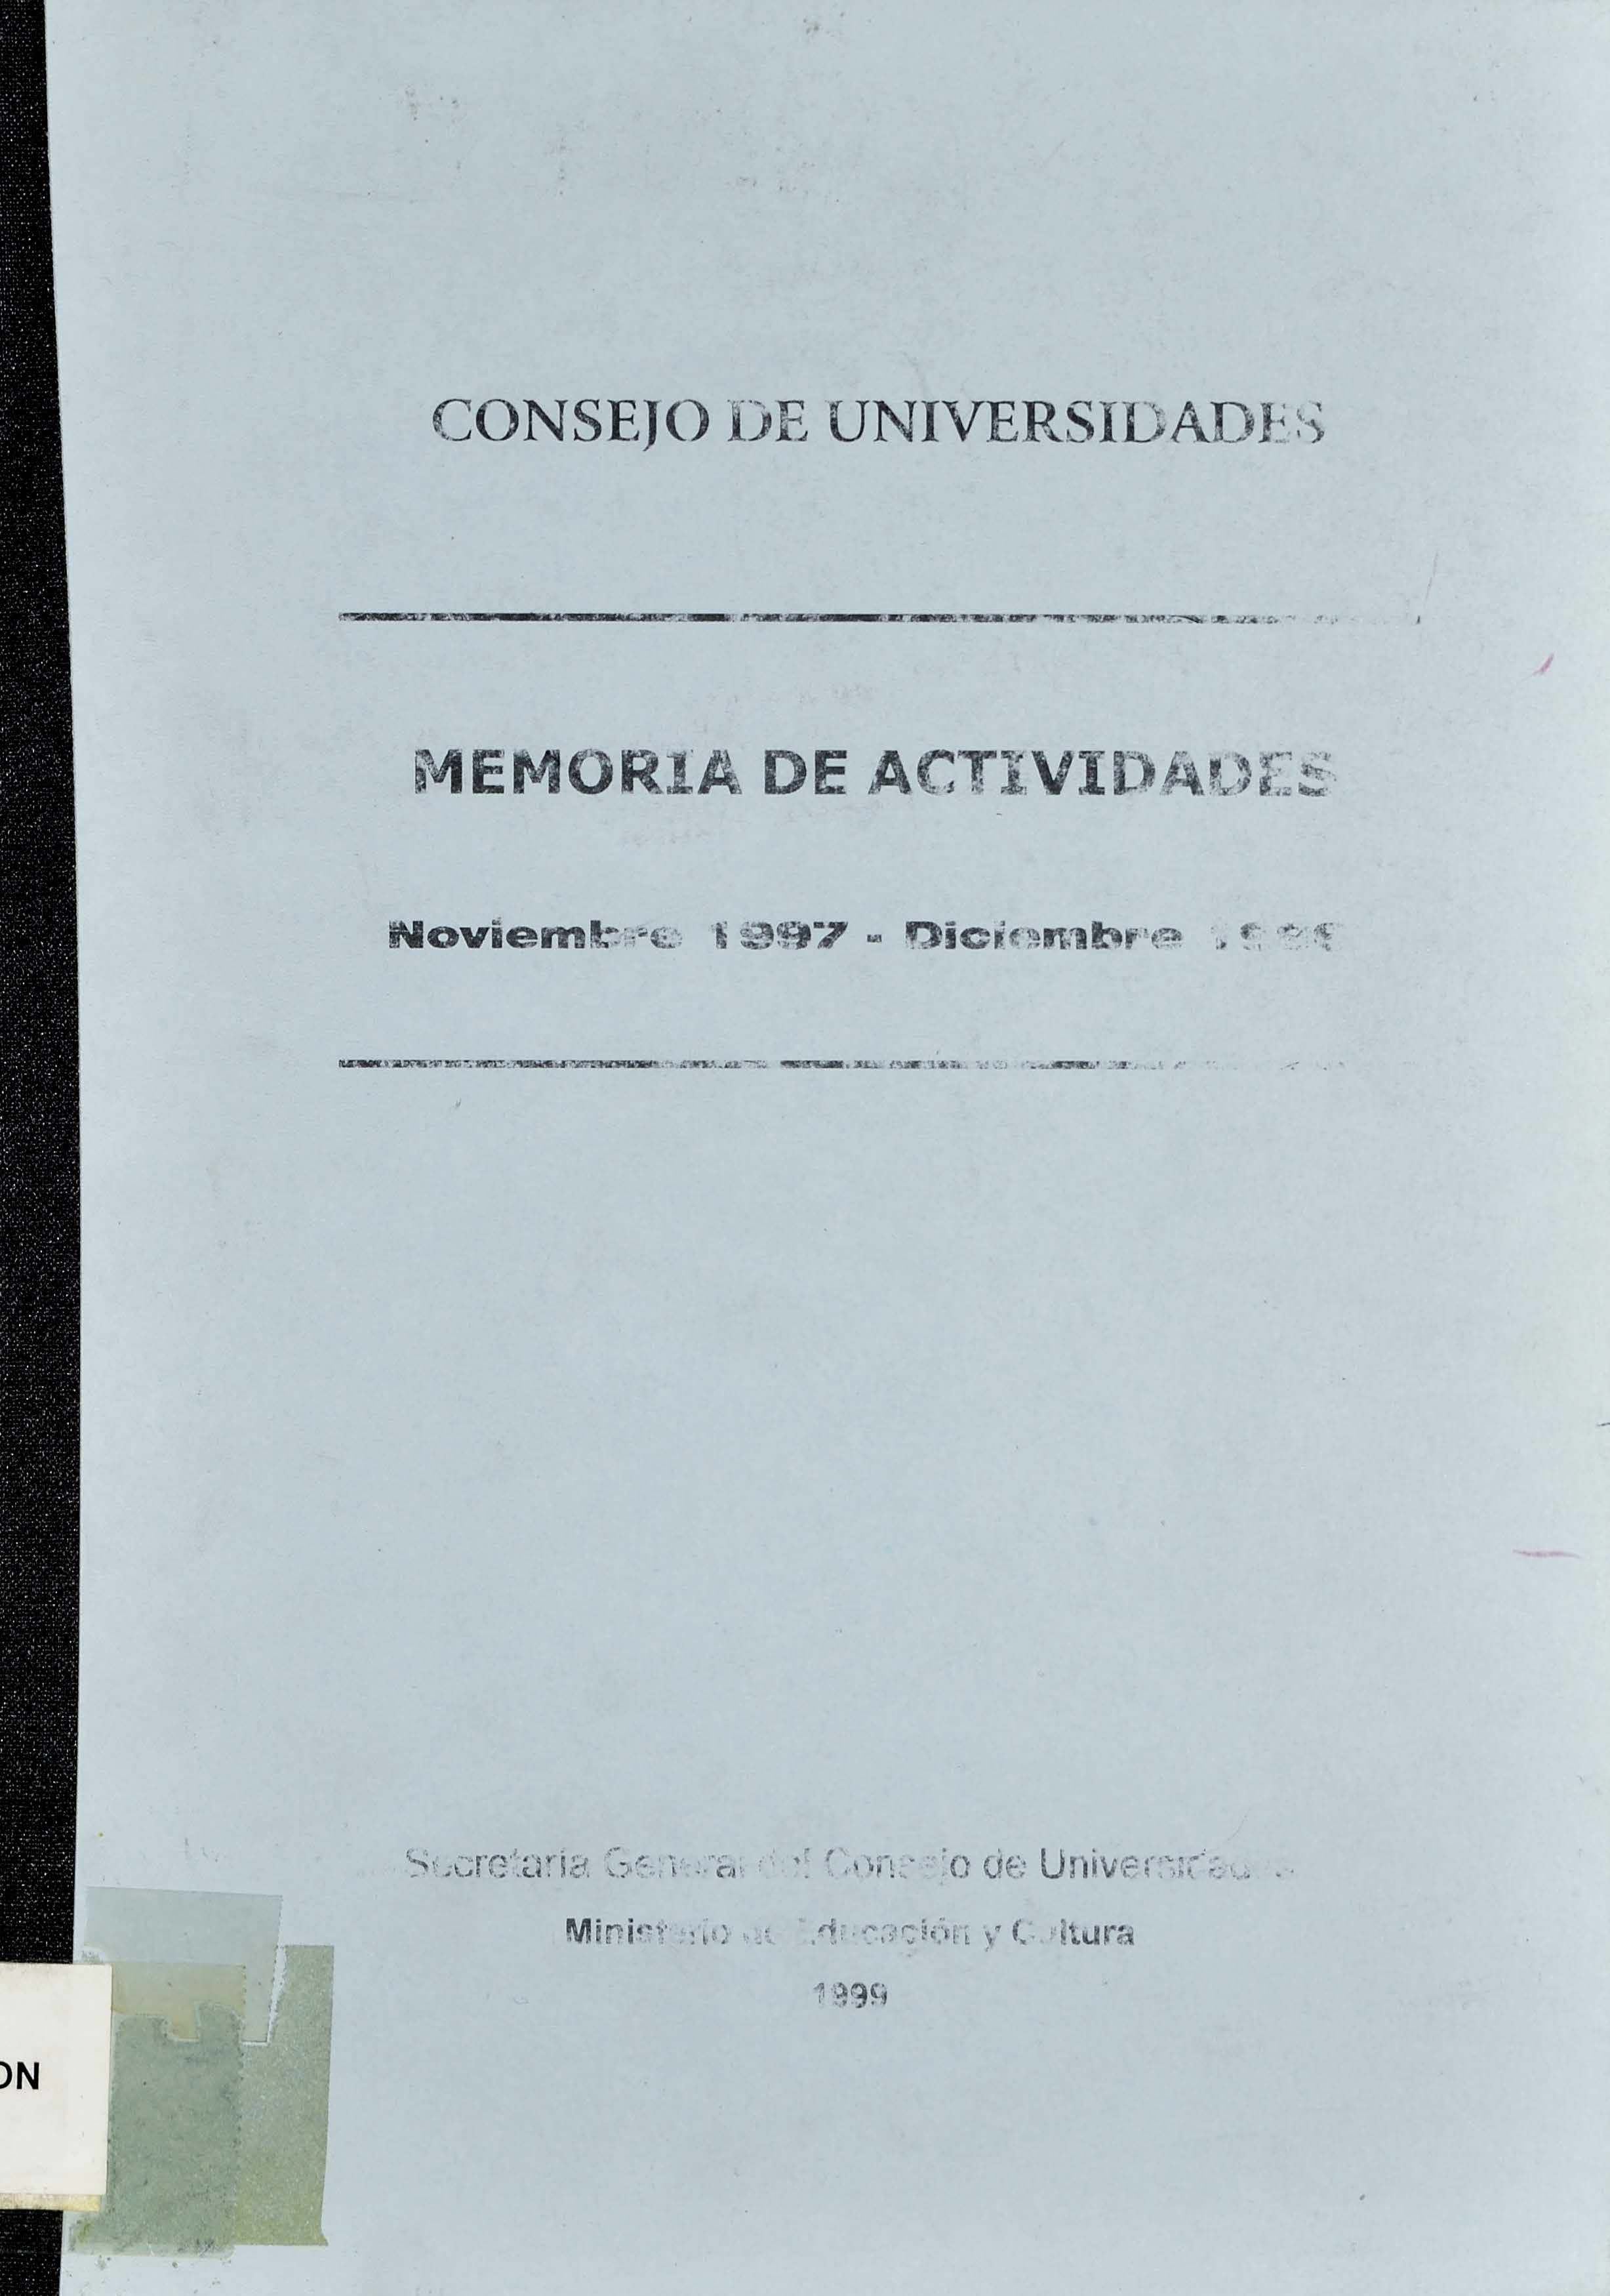 CONSEJO DE UNIVERSIDADES
MEMORIA DE ACTIVIDADES
Noviembre 1997 - Diciembre
Secretaría General del Consejo de Universidades
Ministerio de Educación y Cultura
1999
ON